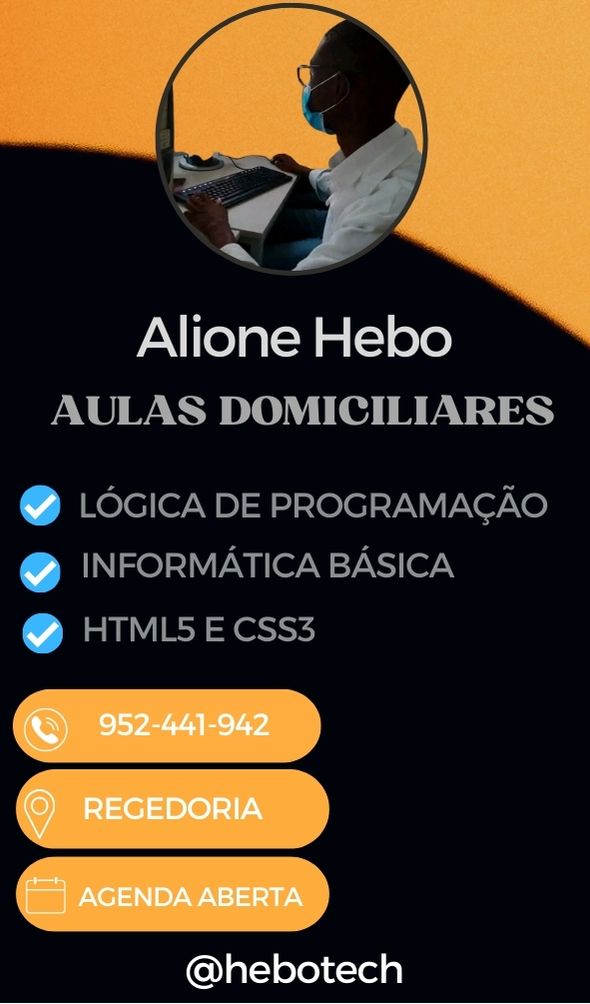 Alione Hebo
AULAS DOMICILIARES
LÓGICA DE PROGRAMAÇÃO
INFORMÁTICA BÁSICA
HTML5 E CSS3
952-441-942
REGEDORIA
AGENDA ABERTA
@hebotech